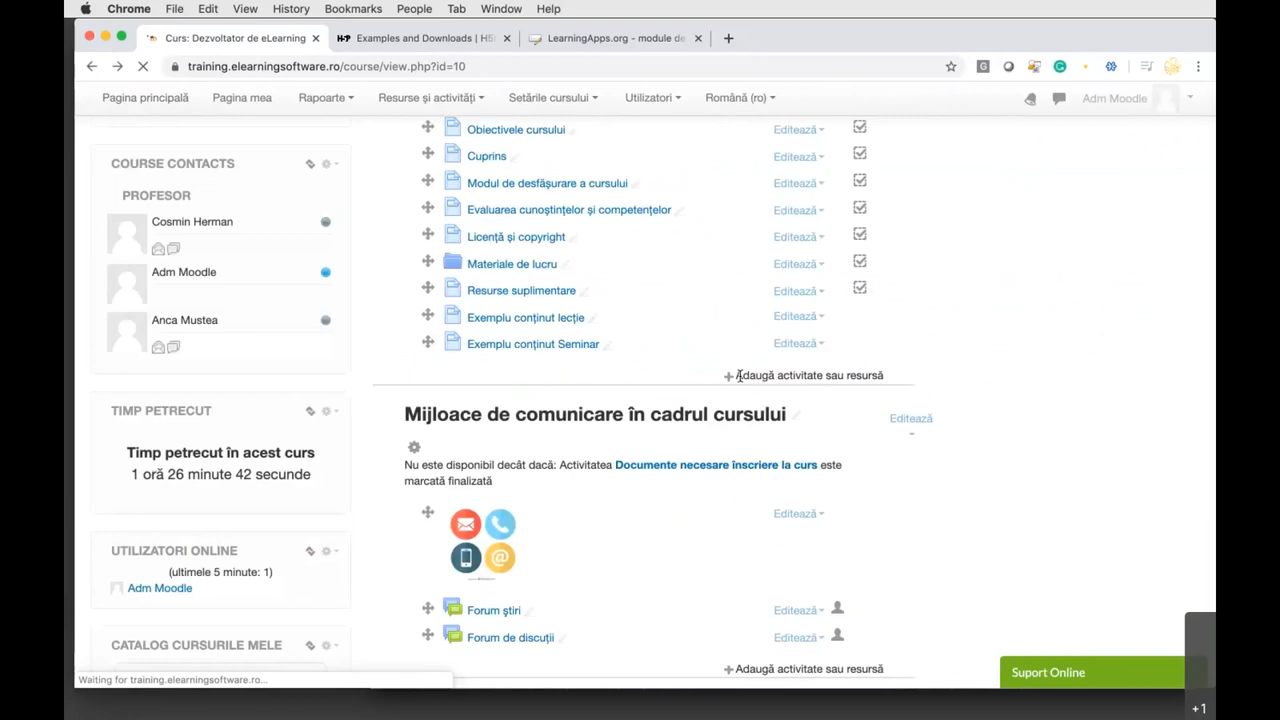 Chrome File Edit View History Bookmarks People Tab Window Help
Curs: Dezvoltator de eLearning
Examples and Downloads | H5
LearningApps.org - module de
training.elearningsoftware.ro/course/view.php?id=10
Pagina principală Pagina mea Rapoarte Resurse și activități Setările cursului Utilizatori Română (ro) Adm Moodle
COURSE CONTACTS
PROFESOR
Cosmin Herman
Adm Moodle
Anca Mustea
TIMP PETRECUT
Timp petrecut în acest curs
1 oră 26 minute 42 secunde
UTILIZATORI ONLINE
(ultimele 5 minute: 1)
Adm Moodle
CATALOG CURSURILE MELE
Obiectivele cursului Editează
Cuprins Editează
Modul de desfășurare a cursului Editează
Evaluarea cunoștințelor și competențelor Editează
Licență și copyright Editează
Materiale de lucru Editează
Resurse suplimentare Editează
Exemplu conținut lecție Editează
Exemplu conținut Seminar Editează
Adaugă activitate sau resursă
Mijloace de comunicare în cadrul cursului Editează
Nu este disponibil decât dacă: Activitatea Documente necesare înscriere la curs este
marcată finalizată
Editează
Forum știri Editează
Forum de discuții Editează
Adaugă activitate sau resursă
Waiting for training.elearningsoftware.ro...
Suport Online
+1